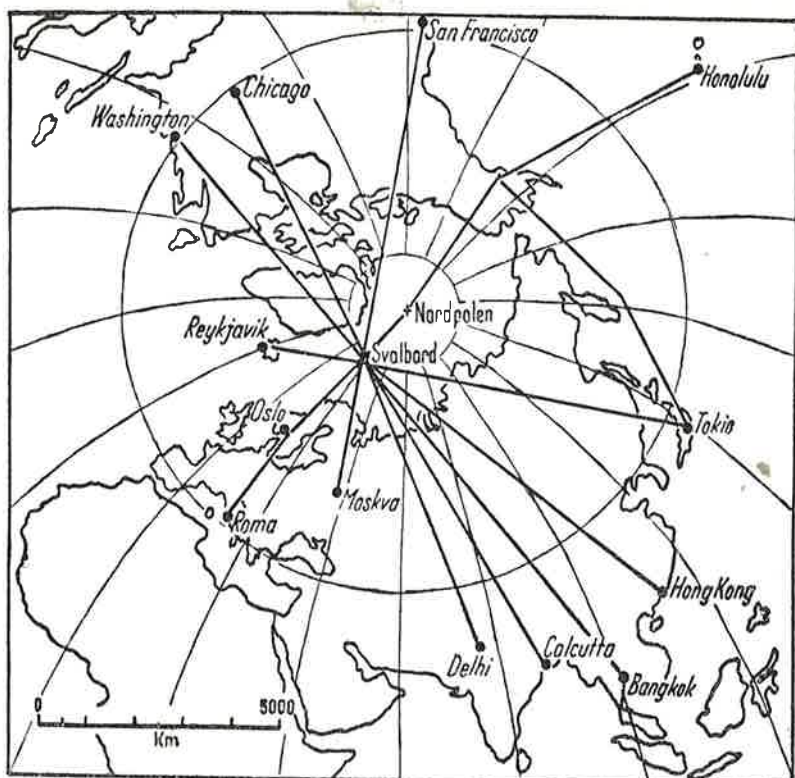 San Francisco
Honolulu
Chicago
Washington
Nordpolen
Reykjavik
Svalbard
Oslo
Tokio
Moskva
Roma
Hong Kong
Calcutta
Delhi
Bangkok
0 5000
Km